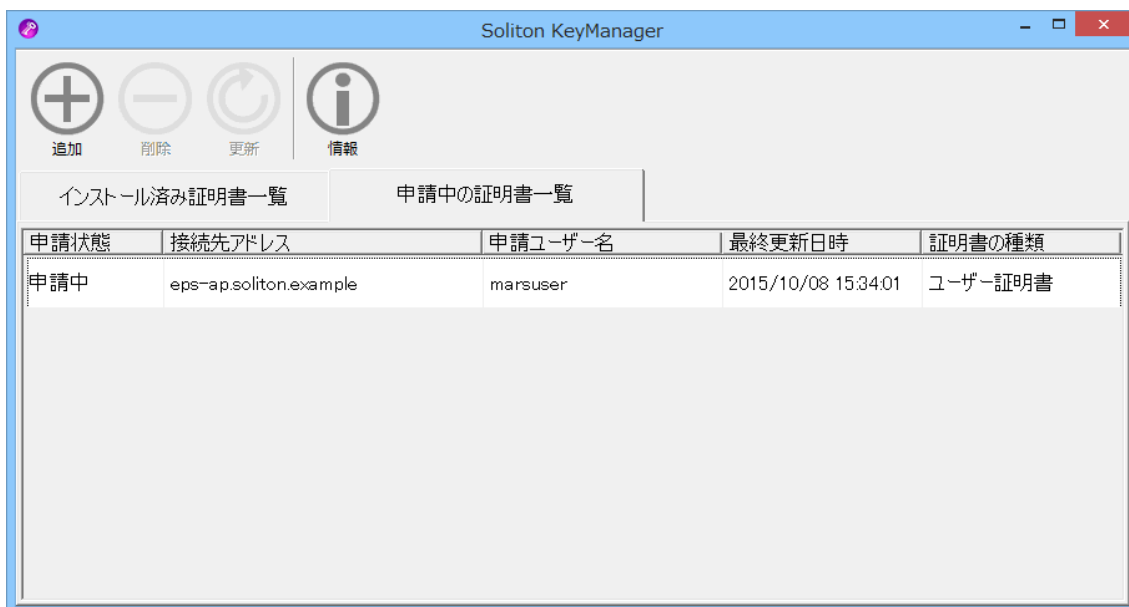 Soliton KeyManager
追加 削除 更新 情報
インストール済み証明書一覧 申請中の証明書一覧
申請状態 接続先アドレス 申請ユーザー名 最終更新日時 証明書の種類
申請中 eps-ap.soliton.example marsuser 2015/10/08 15:34:01 ユーザー証明書